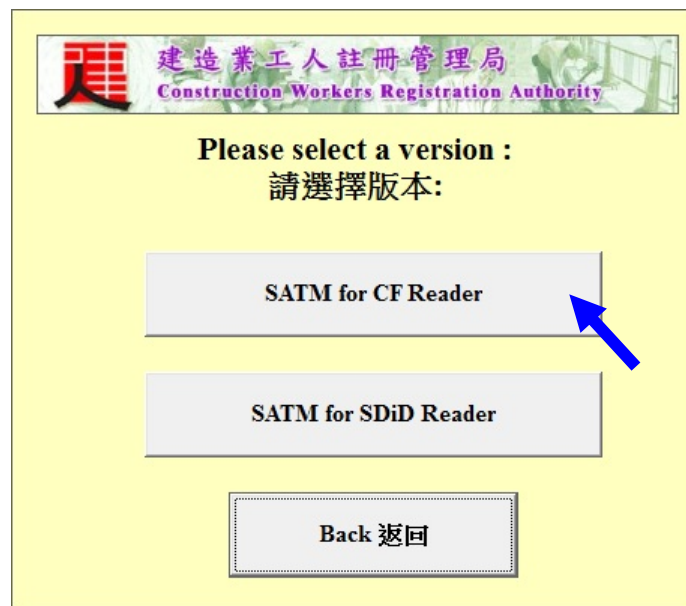 建造業工人註冊管理局
Construction Workers Registration Authority
Please select a version :
請選擇版本:
SATM for CF Reader
SATM for SDiD Reader
Back 返回